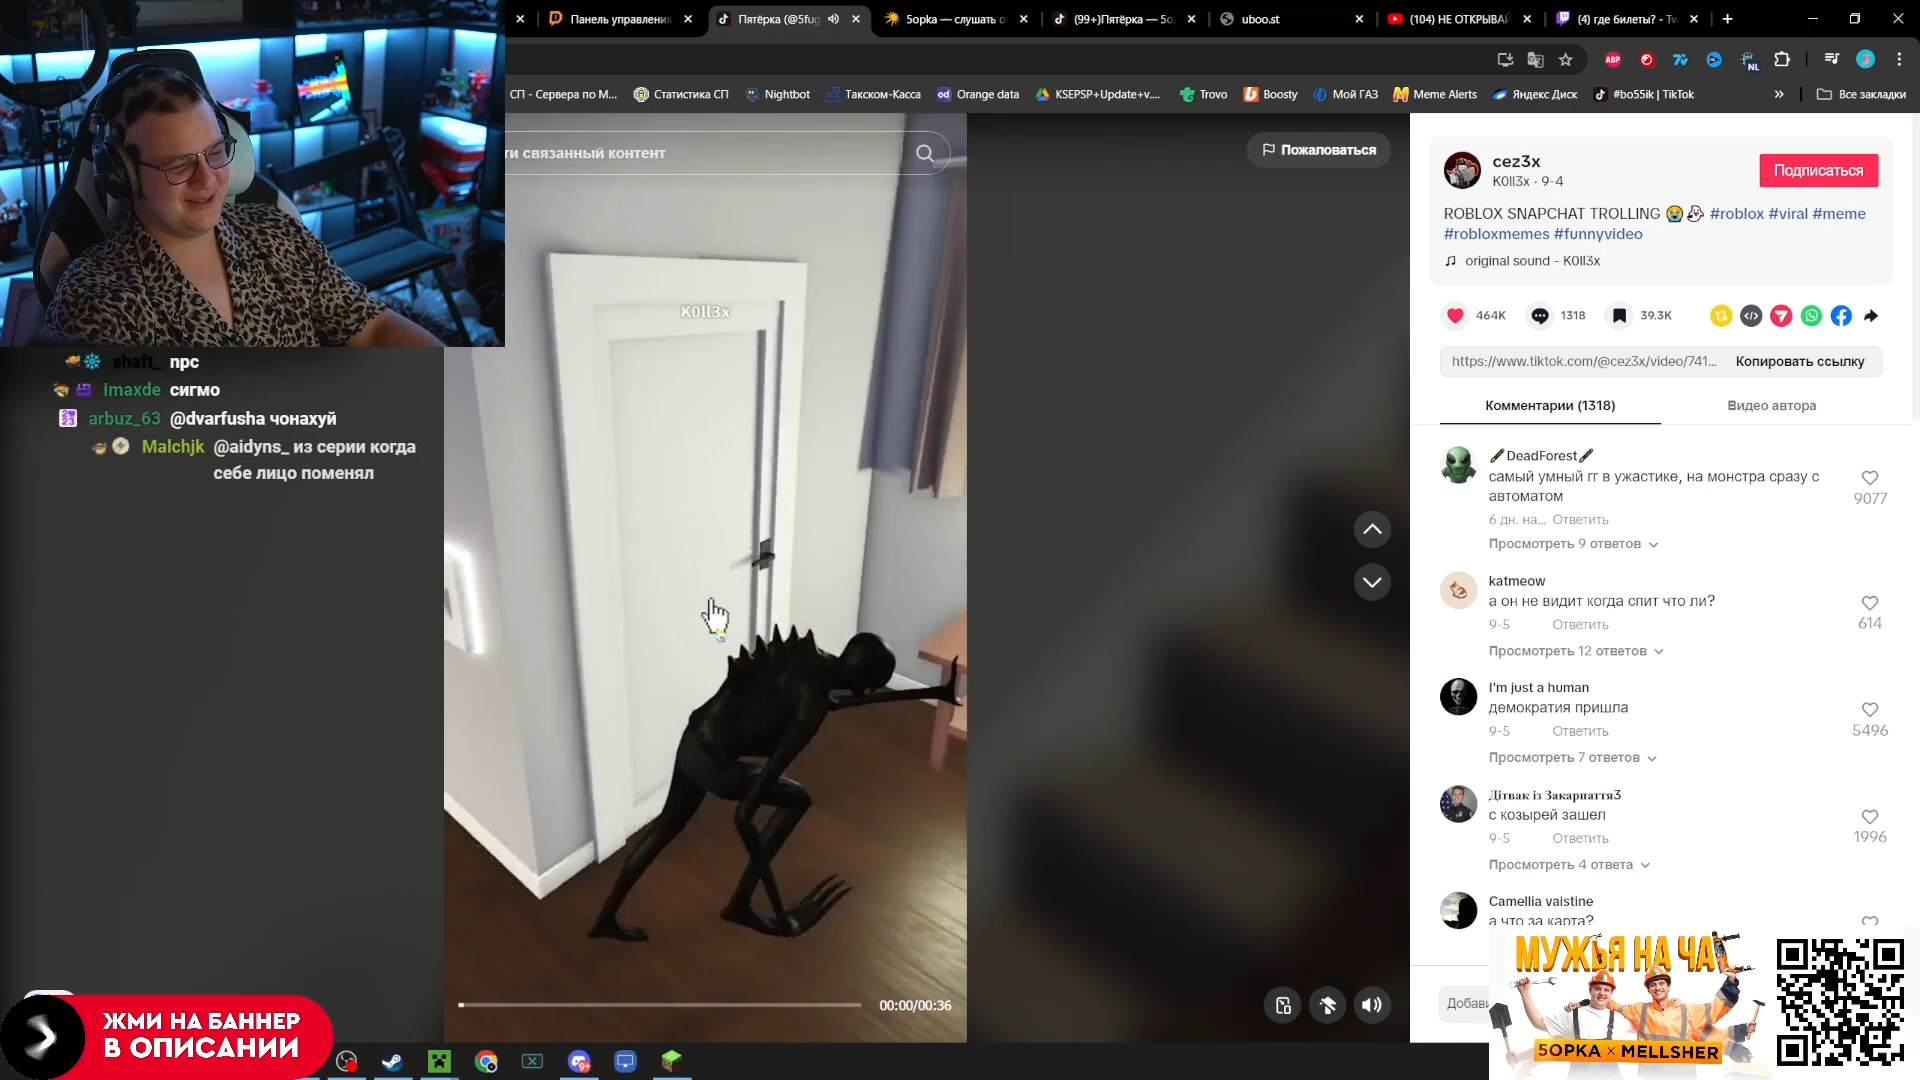 Панель управления
Пятёрка (@5fug
5opka — слушать о
(99+)Пятёрка — 5o
uboo.st
(104) НЕ ОТКРЫВАЙ
(4) где билеты? - Tw
ABP
NL
СП - Сервера по М...
Статистика СП
Nightbot
Такском-Касса
od Orange data
KSEPSP+Update+v....
Trovo
Boosty
Мой ГАЗ
Meme Alerts
Яндекс Диск
#bo55ik | TikTok
»
Все закладки
ти связанный контент
Пожаловаться
K0ll3x
shaft_ npc
imaxde сигмо
arbuz_63 @dvarfusha чонахуй
Malchjk @aidyns_ из серии когда
себе лицо поменял
00:00/00:36
cez3x
K0ll3x · 9-4
Подписаться
ROBLOX SNAPCHAT TROLLING 😭👻 #roblox #viral #meme
#robloxmemes #funnyvideo
original sound - K0ll3x
464K
1318
39.3K
https://www.tiktok.com/@cez3x/video/741...
Копировать ссылку
Комментарии (1318)
Видео автора
DeadForest
самый умный гг в ужастике, на монстра сразу с
автоматом
9077
6 дн. на... Ответить
Просмотреть 9 ответов
katmeow
а он не видит когда спит что ли?
614
9-5 Ответить
Просмотреть 12 ответов
I'm just a human
демократия пришла
5496
9-5 Ответить
Просмотреть 7 ответов
Дітвак із Закарпаття3
с козырей зашел
1996
9-5 Ответить
Просмотреть 4 ответа
Camellia vaistine
а что за карта?
Добави
МУЖЬЯ НА ЧА
5OPKA × MELLSHER
ЖМИ НА БАННЕР
В ОПИСАНИИ